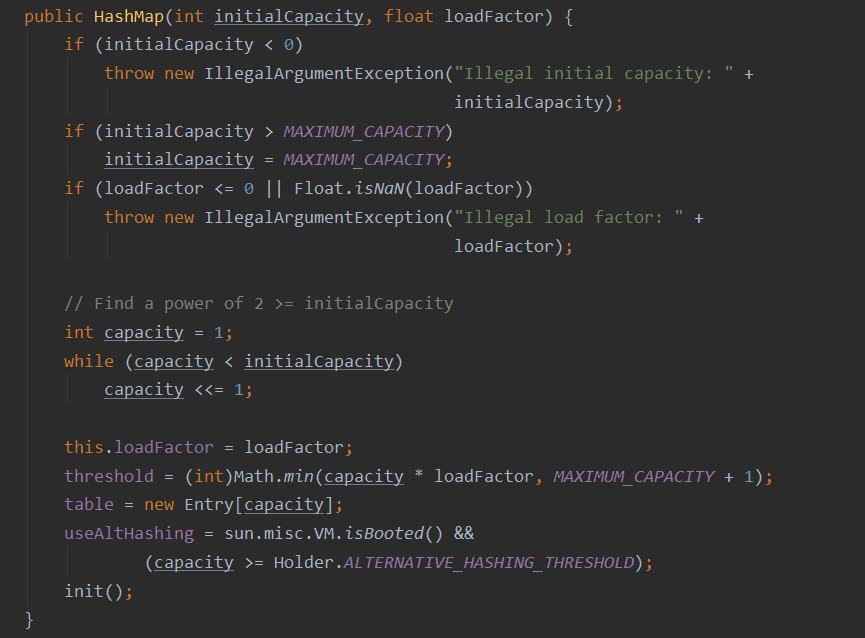 public HashMap(int initialCapacity, float loadFactor) {
    if (initialCapacity < 0)
        throw new IllegalArgumentException("Illegal initial capacity: " +
                                           initialCapacity);
    if (initialCapacity > MAXIMUM_CAPACITY)
        initialCapacity = MAXIMUM_CAPACITY;
    if (loadFactor <= 0 || Float.isNaN(loadFactor))
        throw new IllegalArgumentException("Illegal load factor: " +
                                           loadFactor);

    // Find a power of 2 >= initialCapacity
    int capacity = 1;
    while (capacity < initialCapacity)
        capacity <<= 1;

    this.loadFactor = loadFactor;
    threshold = (int)Math.min(capacity * loadFactor, MAXIMUM_CAPACITY + 1);
    table = new Entry[capacity];
    useAltHashing = sun.misc.VM.isBooted() &&
            (capacity >= Holder.ALTERNATIVE_HASHING_THRESHOLD);
    init();
}